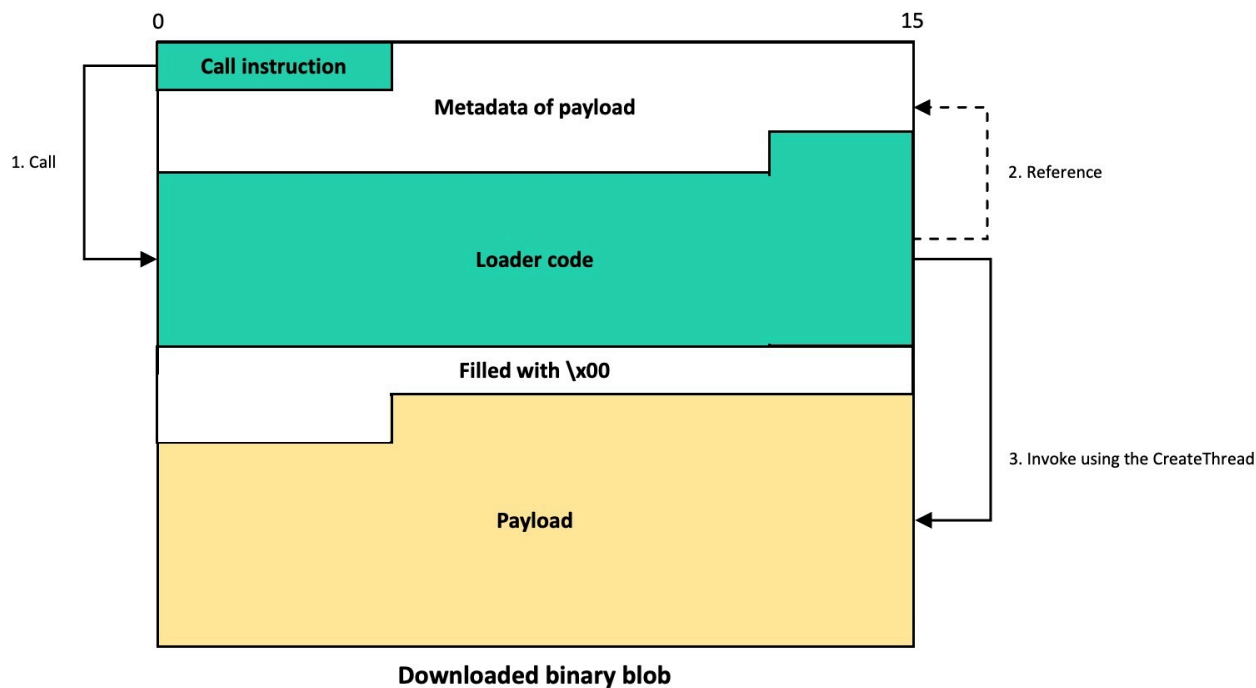 0
15
Call instruction
Metadata of payload
1. Call
2. Reference
Loader code
Filled with \x00
3. Invoke using the CreateThread
Payload
Downloaded binary blob